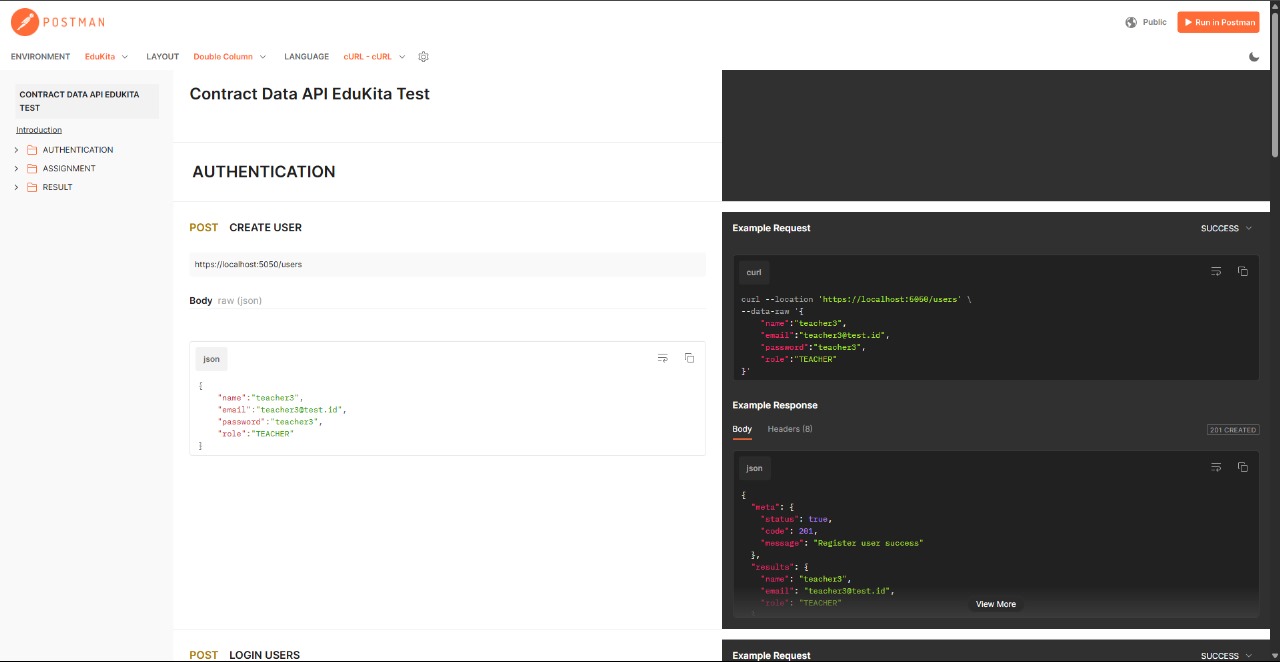 POSTMAN
Public
Run in Postman
ENVIRONMENT
EduKita
LAYOUT
Double Column
LANGUAGE
cURL - cURL
CONTRACT DATA API EDUKITA
TEST
Introduction
AUTHENTICATION
ASSIGNMENT
RESULT
Contract Data API EduKita Test
AUTHENTICATION
POST CREATE USER
https://localhost:5050/users
Body raw (json)
json
{
"name":"teacher3",
"email":"teacher3@test.id",
"password":"teacher3",
"role":"TEACHER"
}
Example Request
SUCCESS
curl
curl --location 'https://localhost:5050/users' \
--data-raw '{
"name":"teacher3",
"email":"teacher3@test.id",
"password":"teacher3",
"role":"TEACHER"
}'
Example Response
Body
Headers (8)
201 CREATED
json
{
"meta": {
"status": true,
"code": 201,
"message": "Register user success"
},
"results": {
"name": "teacher3",
"email": "teacher3@test.id",
"role": "TEACHER"
View More
POST LOGIN USERS
Example Request
SUCCESS